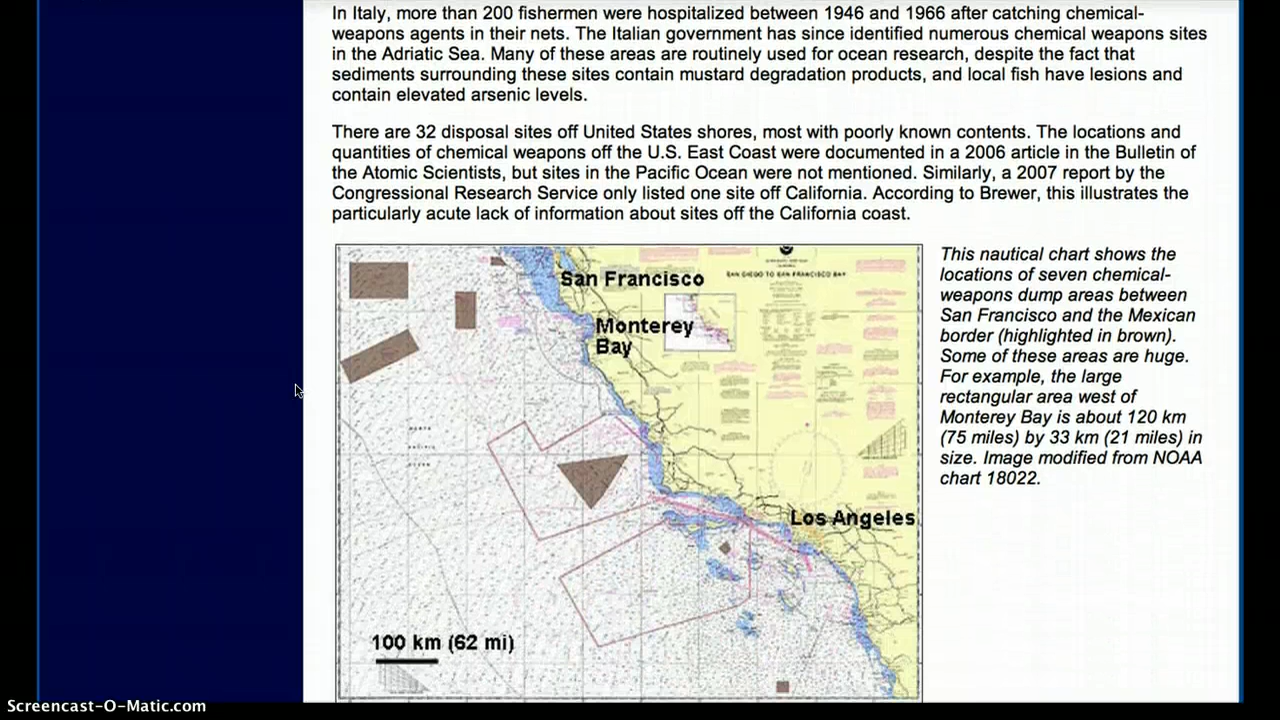 In Italy, more than 200 fishermen were hospitalized between 1946 and 1966 after catching chemical-
weapons agents in their nets. The Italian government has since identified numerous chemical weapons sites
in the Adriatic Sea. Many of these areas are routinely used for ocean research, despite the fact that
sediments surrounding these sites contain mustard degradation products, and local fish have lesions and
contain elevated arsenic levels.
There are 32 disposal sites off United States shores, most with poorly known contents. The locations and
quantities of chemical weapons off the U.S. East Coast were documented in a 2006 article in the Bulletin of
the Atomic Scientists, but sites in the Pacific Ocean were not mentioned. Similarly, a 2007 report by the
Congressional Research Service only listed one site off California. According to Brewer, this illustrates the
particularly acute lack of information about sites off the California coast.
SAN DIEGO TO SAN FRANCISCO BAY
San Francisco
Monterey
Bay
Los Angeles
100 km (62 mi)
This nautical chart shows the
locations of seven chemical-
weapons dump areas between
San Francisco and the Mexican
border (highlighted in brown).
Some of these areas are huge.
For example, the large
rectangular area west of
Monterey Bay is about 120 km
(75 miles) by 33 km (21 miles) in
size. Image modified from NOAA
chart 18022.
Screencast-O-Matic.com